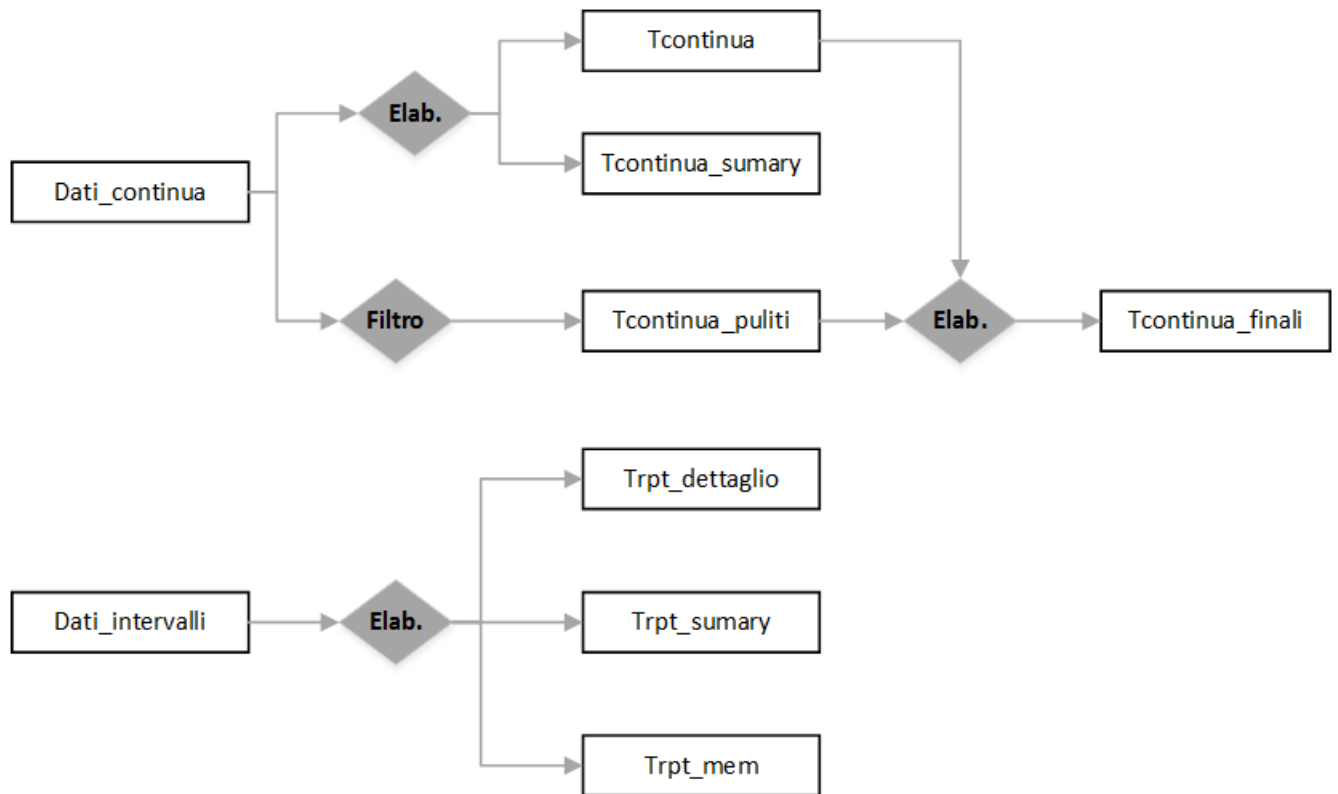 Tcontinua
Elab.
Tcontinua_sumary
Dati_continua
Filtro
Tcontinua_puliti
Elab.
Tcontinua_finali
Trpt_dettaglio
Dati_intervalli
Elab.
Trpt_sumary
Trpt_mem